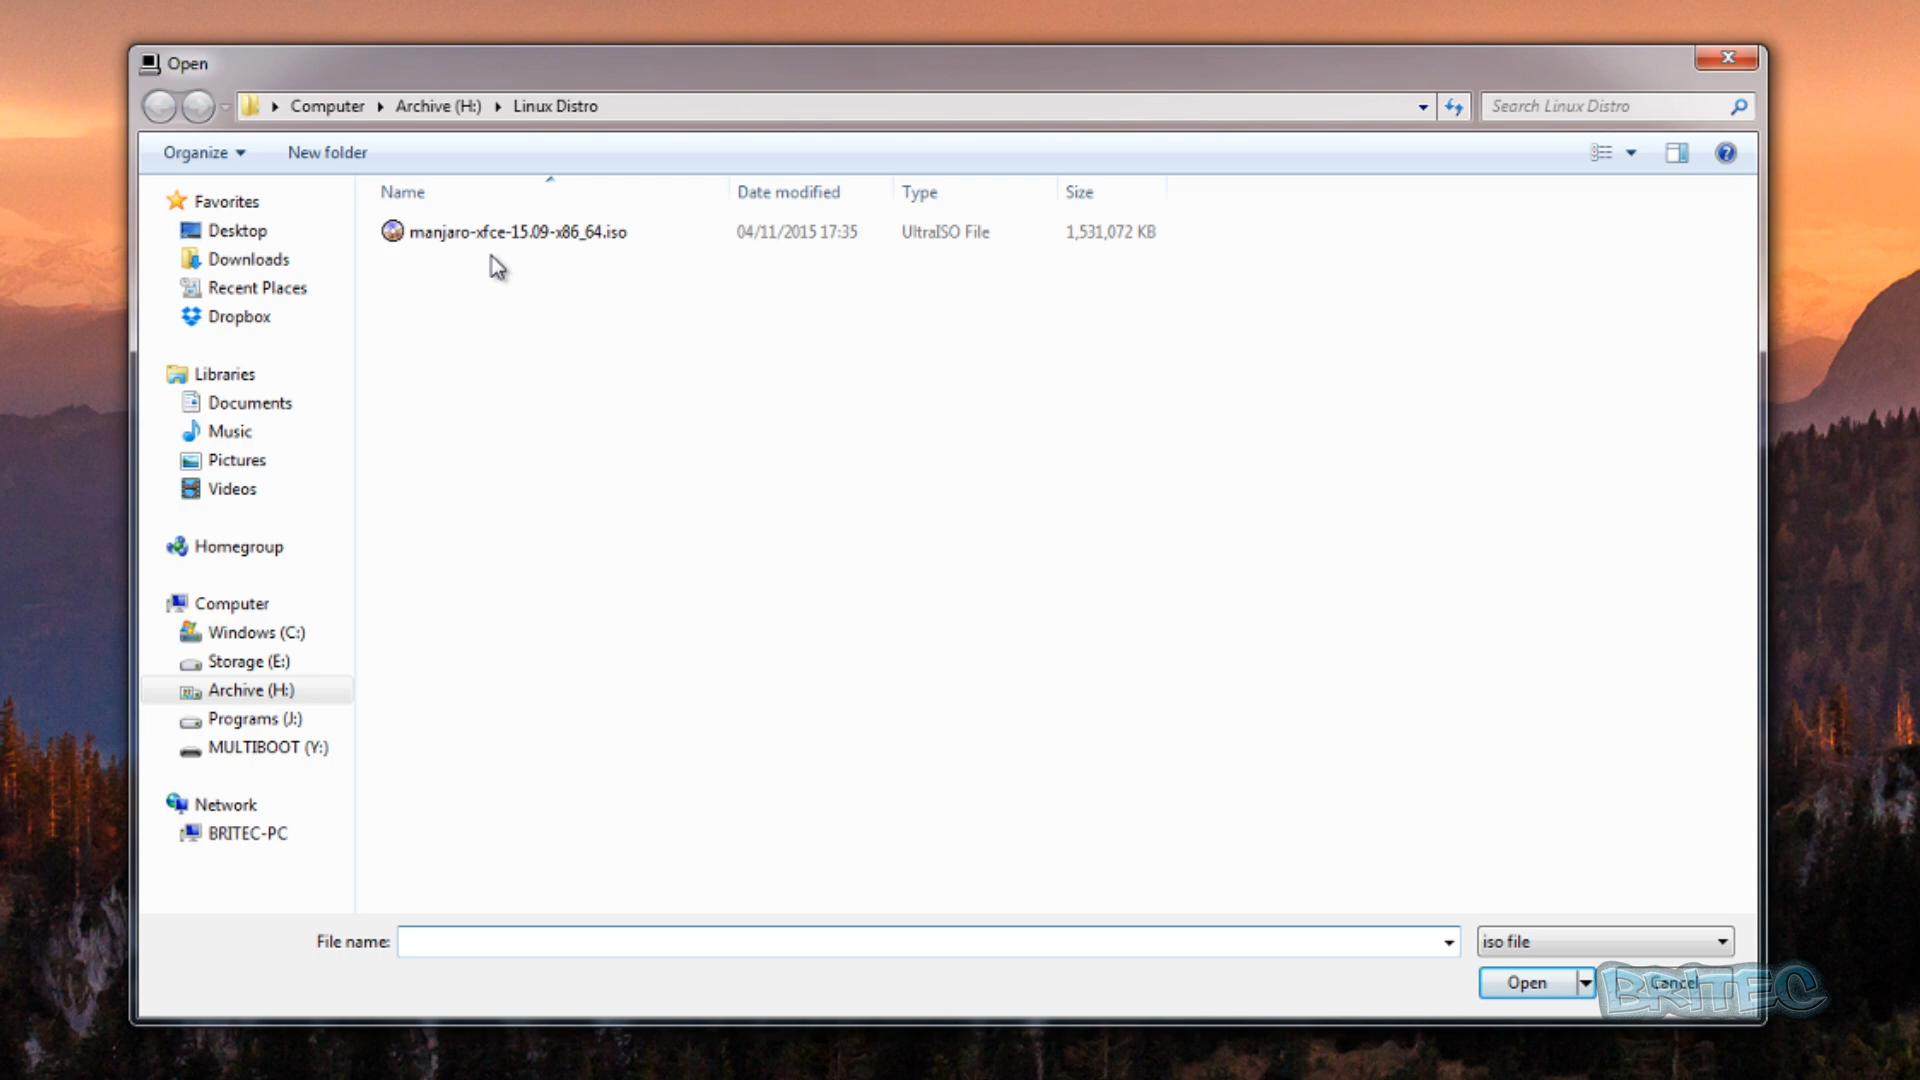 Open
Computer Archive (H:) Linux Distro
Search Linux Distro
Organize New folder
Name Date modified Type Size
manjaro-xfce-15.09-x86_64.iso 04/11/2015 17:35 UltraISO File 1,531,072 KB
Favorites
Desktop
Downloads
Recent Places
Dropbox
Libraries
Documents
Music
Pictures
Videos
Homegroup
Computer
Windows (C:)
Storage (E:)
Archive (H:)
Programs (J:)
MULTIBOOT (Y:)
Network
BRITEC-PC
File name: iso file
Open Cancel
BRITEC